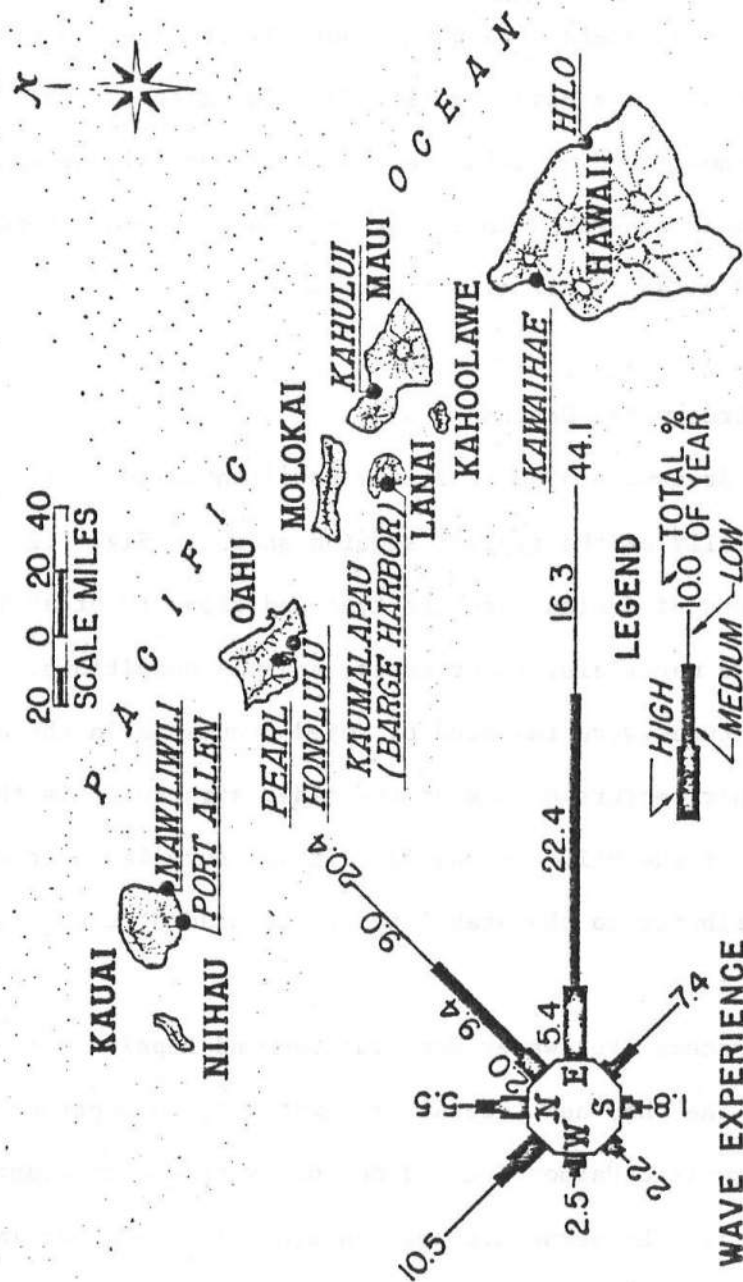 N
20 0 20 40
SCALE MILES
PACIFIC
OCEAN
KAUAI
NIIHAU
NAWLIWILI
PORT ALLEN
OAHU
PEARL
HONOLULU
MOLOKAI
KAUMALAPAU
(BARGE HARBOR)
LANAI
KAHULUI
MAUI
KAHOOLAWE
KAWAIHAE
HILO
HAWAII
N
W E
S
10.5
5.5
2.0 9.4 9.0 20.4
5.4 22.4 16.3 44.1
7.4
1.8
2.2
2.5
LEGEND
HIGH
TOTAL %
10.0 OF YEAR
MEDIUM
LOW
WAVE EXPERIENCE